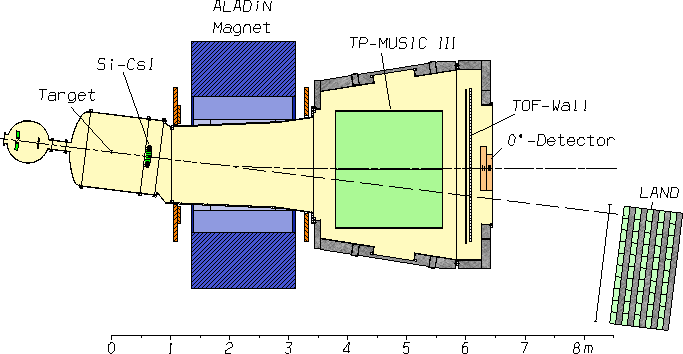 ALADiN
Magnet
TP-MUSIC III
Si-CsI
Target
TOF-Wall
0°-Detector
LAND
0 1 2 3 4 5 6 7 8 m